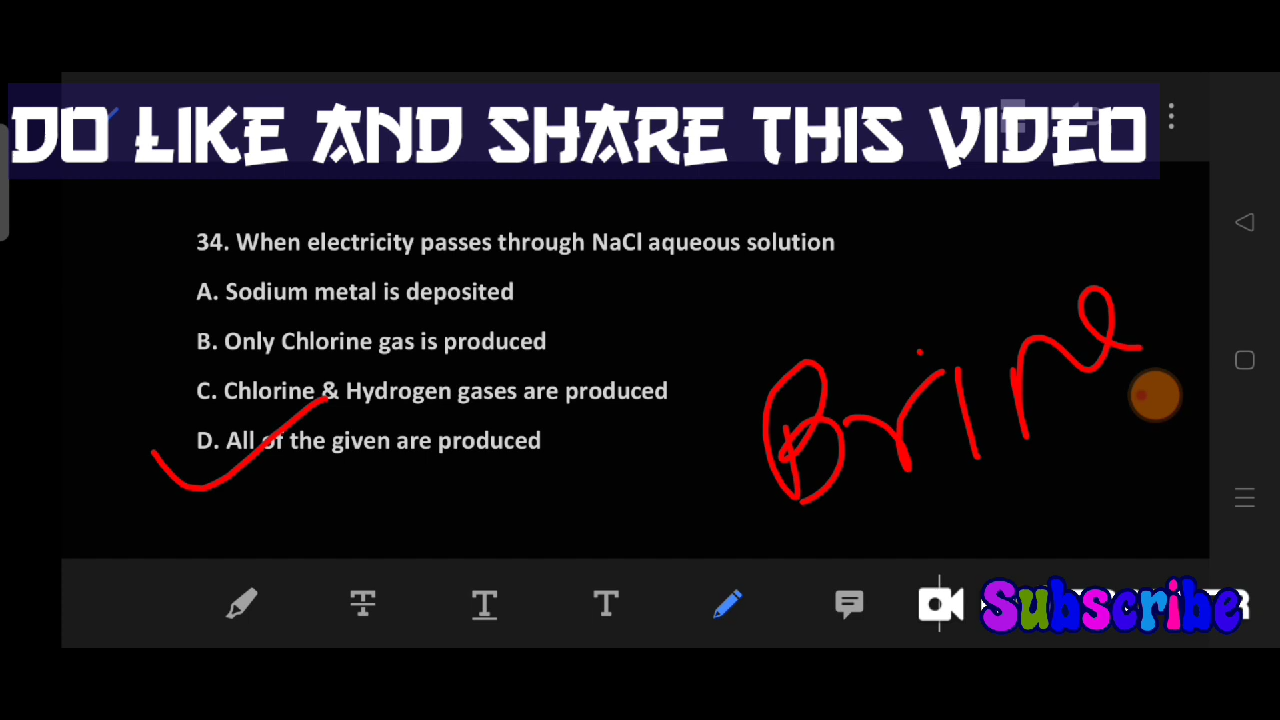 DO LIKE AND SHARE THIS VIDEO
34. When electricity passes through NaCl aqueous solution
A. Sodium metal is deposited
B. Only Chlorine gas is produced
C. Chlorine & Hydrogen gases are produced
D. All of the given are produced
Brine
T T T
Subscribe R